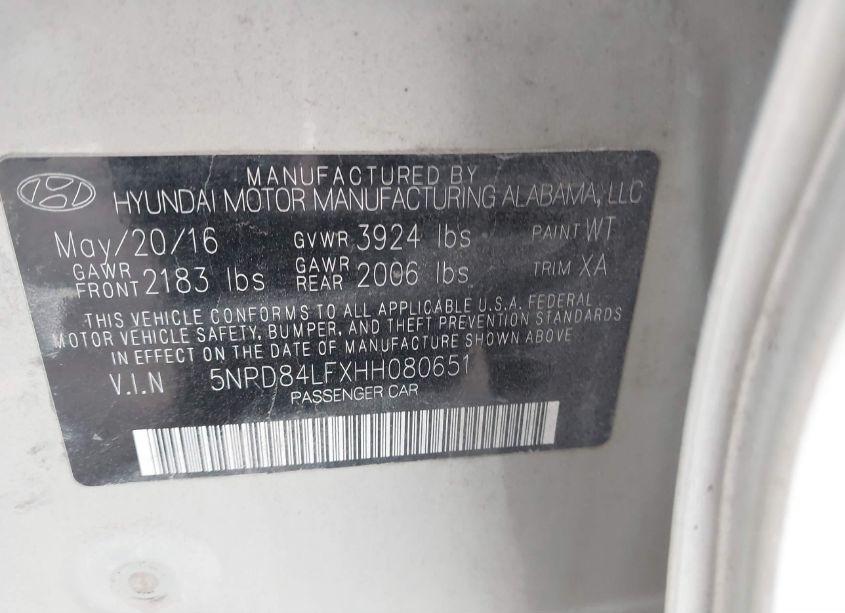 MANUFACTURED BY
HYUNDAI MOTOR MANUFACTURING ALABAMA, LLC
May/20/16 GVWR 3924 lbs PAINT WT
GAWR FRONT 2183 lbs GAWR REAR 2006 lbs TRIM XA
THIS VEHICLE CONFORMS TO ALL APPLICABLE U.S.A. FEDERAL
MOTOR VEHICLE SAFETY, BUMPER, AND THEFT PREVENTION STANDARDS
IN EFFECT ON THE DATE OF MANUFACTURE SHOWN ABOVE
V.I.N 5NPD84LFXHH080651
PASSENGER CAR